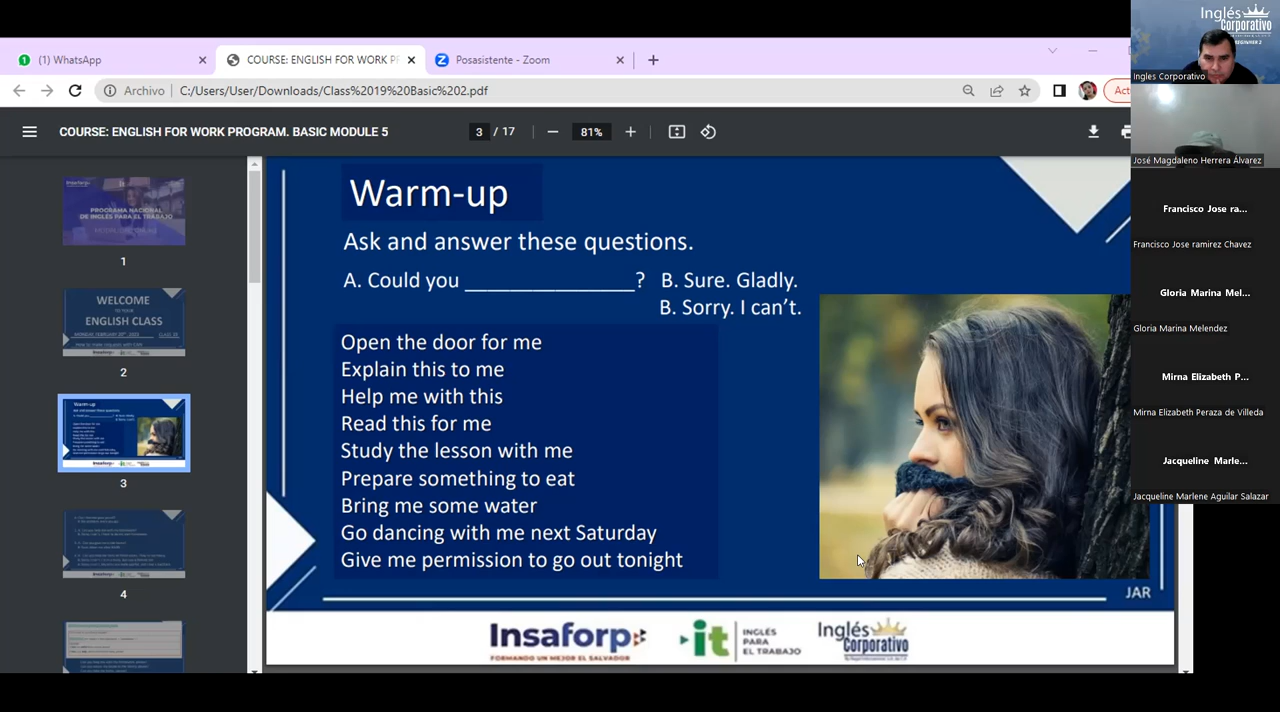 (1) WhatsApp
COURSE: ENGLISH FOR WORK PR
Posasistente - Zoom
Archivo
C:/Users/User/Downloads/Class%2019%20Basic%202.pdf
COURSE: ENGLISH FOR WORK PROGRAM. BASIC MODULE 5
3 / 17
81%
PROGRAMA NACIONAL
DE INGLÉS PARA EL TRABAJO
1
WELCOME
ENGLISH CLASS
2
Warm-up
3
4
Warm-up
Ask and answer these questions.
A. Could you _______________? B. Sure. Gladly.
B. Sorry. I can't.
Open the door for me
Explain this to me
Help me with this
Read this for me
Study the lesson with me
Prepare something to eat
Bring me some water
Go dancing with me next Saturday
Give me permission to go out tonight
JAR
Insaforp
FORMANDO UN MEJOR EL SALVADOR
it
INGLÉS
PARA
EL TRABAJO
Inglés
Corporativo
Inglés
Corporativo
Ingles Corporativo
José Magdaleno Herrera Álvarez
Francisco Jose ra...
Francisco Jose ramirez Chavez
Gloria Marina Mel...
Gloria Marina Melendez
Mirna Elizabeth P...
Mirna Elizabeth Peraza de Villeda
Jacqueline Marle...
Jacqueline Marlene Aguilar Salazar